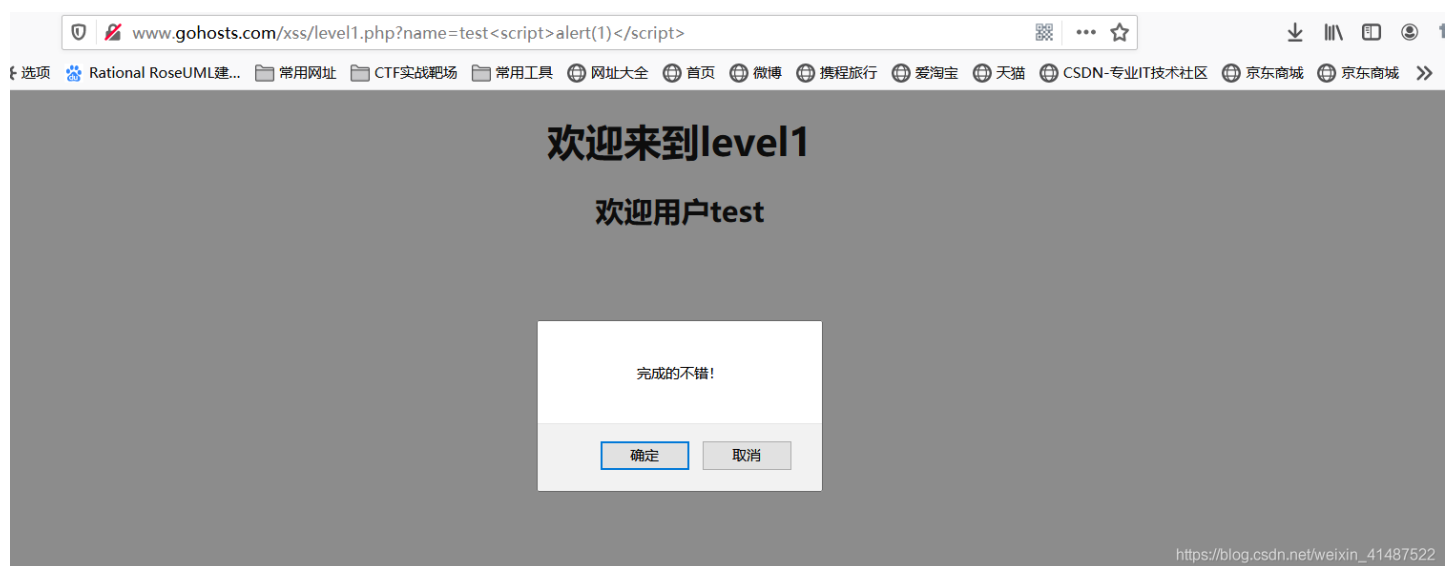 www.gohosts.com/xss/level1.php?name=test<script>alert(1)</script>
选项 Rational RoseUML建... 常用网址 CTF实战靶场 常用工具 网址大全 首页 微博 携程旅行 爱淘宝 天猫 CSDN-专业IT技术社区 京东商城 京东商城
欢迎来到level1
欢迎用户test
完成的不错!
确定 取消
https://blog.csdn.net/weixin_41487522